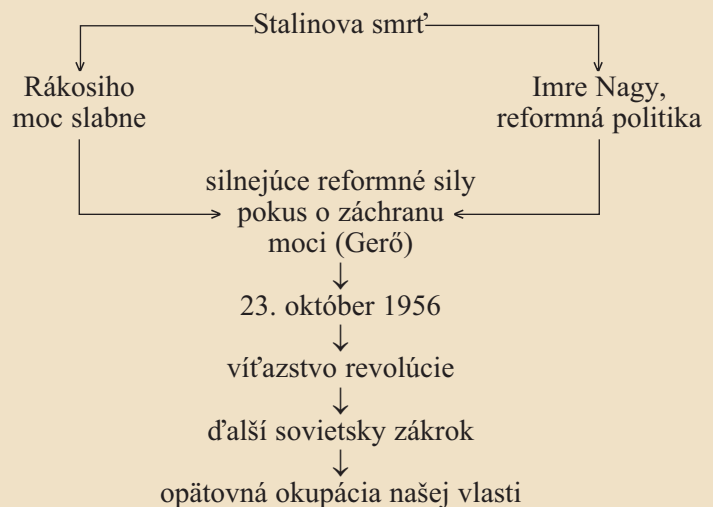 Stalinova smrť
Rákosiho
moc slabne
Imre Nagy,
reformná politika
silnejúce reformné sily
pokus o záchranu
moci (Gerő)
23. október 1956
víťazstvo revolúcie
ďalší sovietsky zákrok
opätovná okupácia našej vlasti